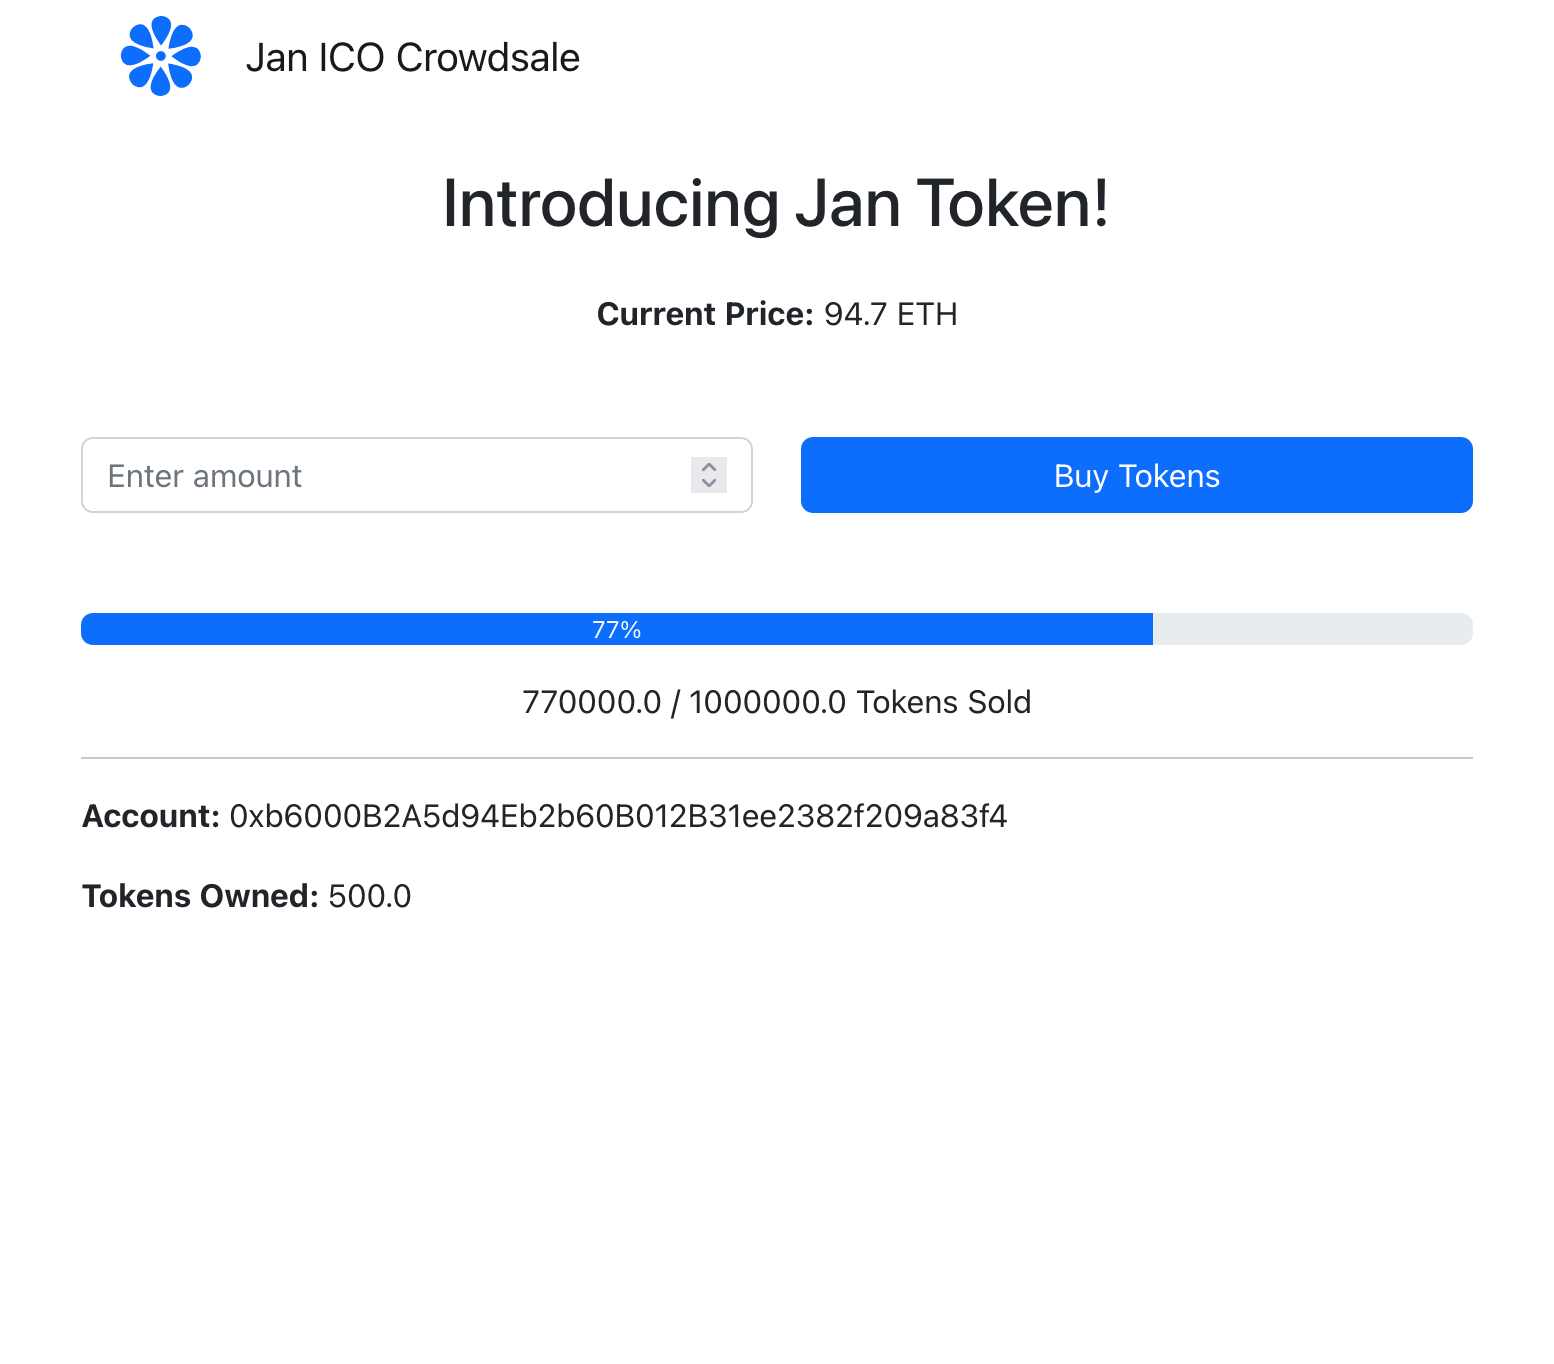 Jan ICO Crowdsale
Introducing Jan Token!
Current Price: 94.7 ETH
Enter amount
Buy Tokens
77%
770000.0 / 1000000.0 Tokens Sold
Account: 0xb6000B2A5d94Eb2b60B012B31ee2382f209a83f4
Tokens Owned: 500.0